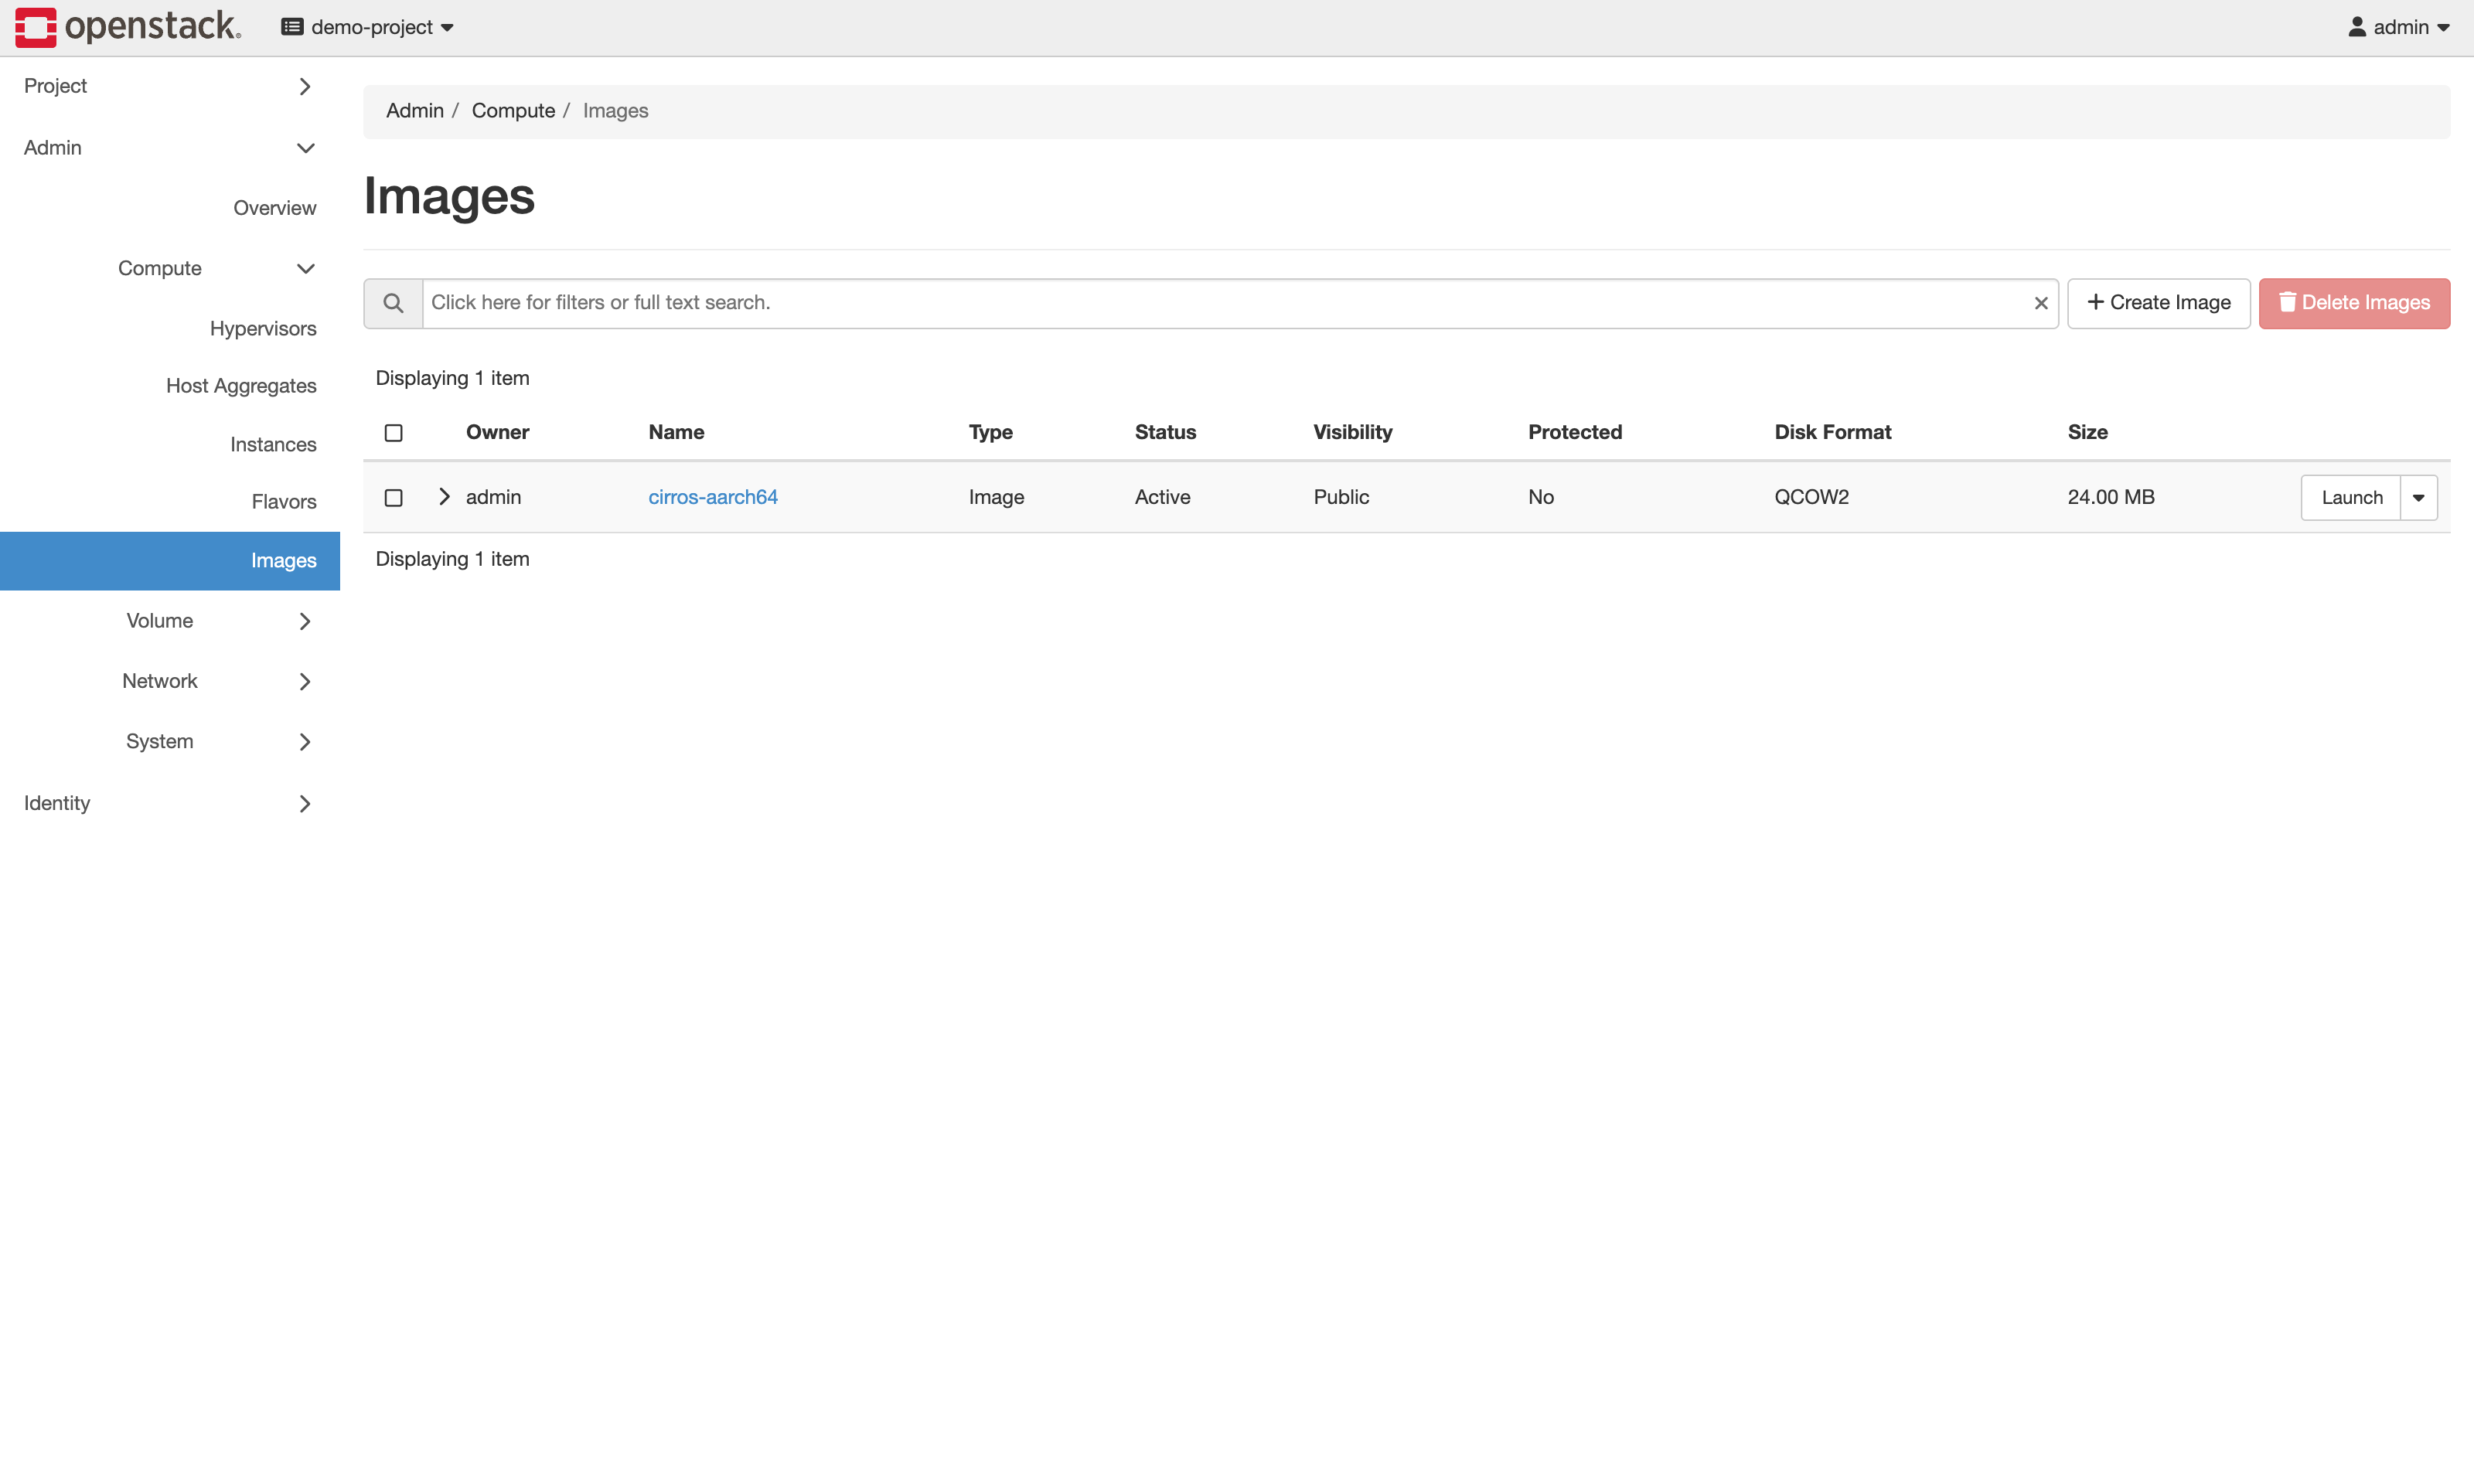 openstack. demo-project admin
Project
Admin
Overview
Compute
Hypervisors
Host Aggregates
Instances
Flavors
Images
Volume
Network
System
Identity
Admin / Compute / Images
Images
Click here for filters or full text search. Create Image Delete Images
Displaying 1 item
Owner Name Type Status Visibility Protected Disk Format Size
admin cirros-aarch64 Image Active Public No QCOW2 24.00 MB Launch
Displaying 1 item